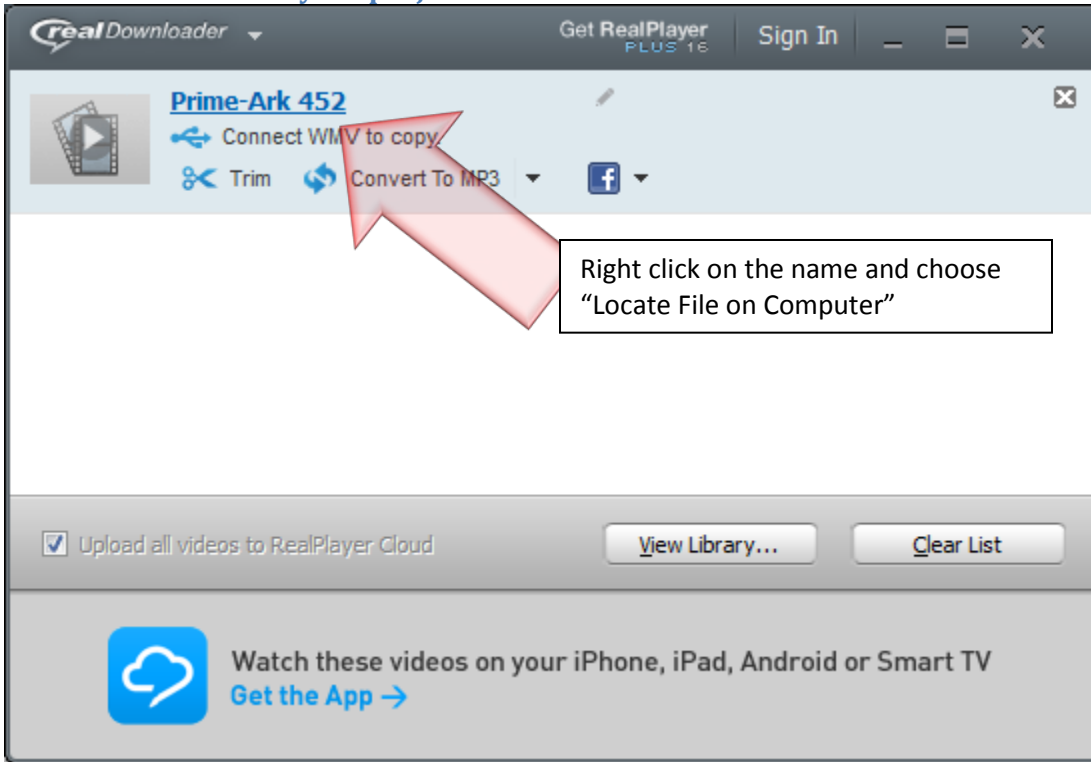 real Downloader
Get RealPlayer
PLUS 16
Sign In
Prime-Ark 452
Connect WMV to copy.
Trim
Convert To MP3
f
Right click on the name and choose
“Locate File on Computer”
Upload all videos to RealPlayer Cloud
View Library...
Clear List
Watch these videos on your iPhone, iPad, Android or Smart TV
Get the App →